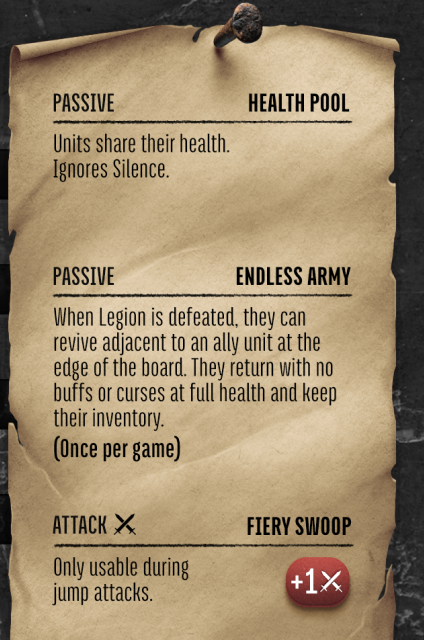 PASSIVE HEALTH POOL
Units share their health.
Ignores Silence.
PASSIVE ENDLESS ARMY
When Legion is defeated, they can
revive adjacent to an ally unit at the
edge of the board. They return with no
buffs or curses at full health and keep
their inventory.
(Once per game)
ATTACK FIERY SWOOP
Only usable during
jump attacks.
+1